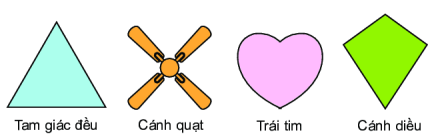 Tam giác đều
Cánh quạt
Trái tim
Cánh diều